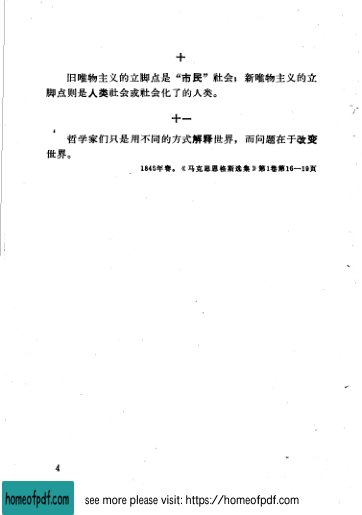 十
旧唯物主义的立脚点是“市民”社会；新唯物主义的立
脚点则是人类社会或社会化了的人类。
十一
哲学家们只是用不同的方式解释世界，而问题在于改变
世界。
1845年春。《马克思恩格斯选集》第1卷第16—19页
4
homeofpdf.com
see more please visit: https://homeofpdf.com